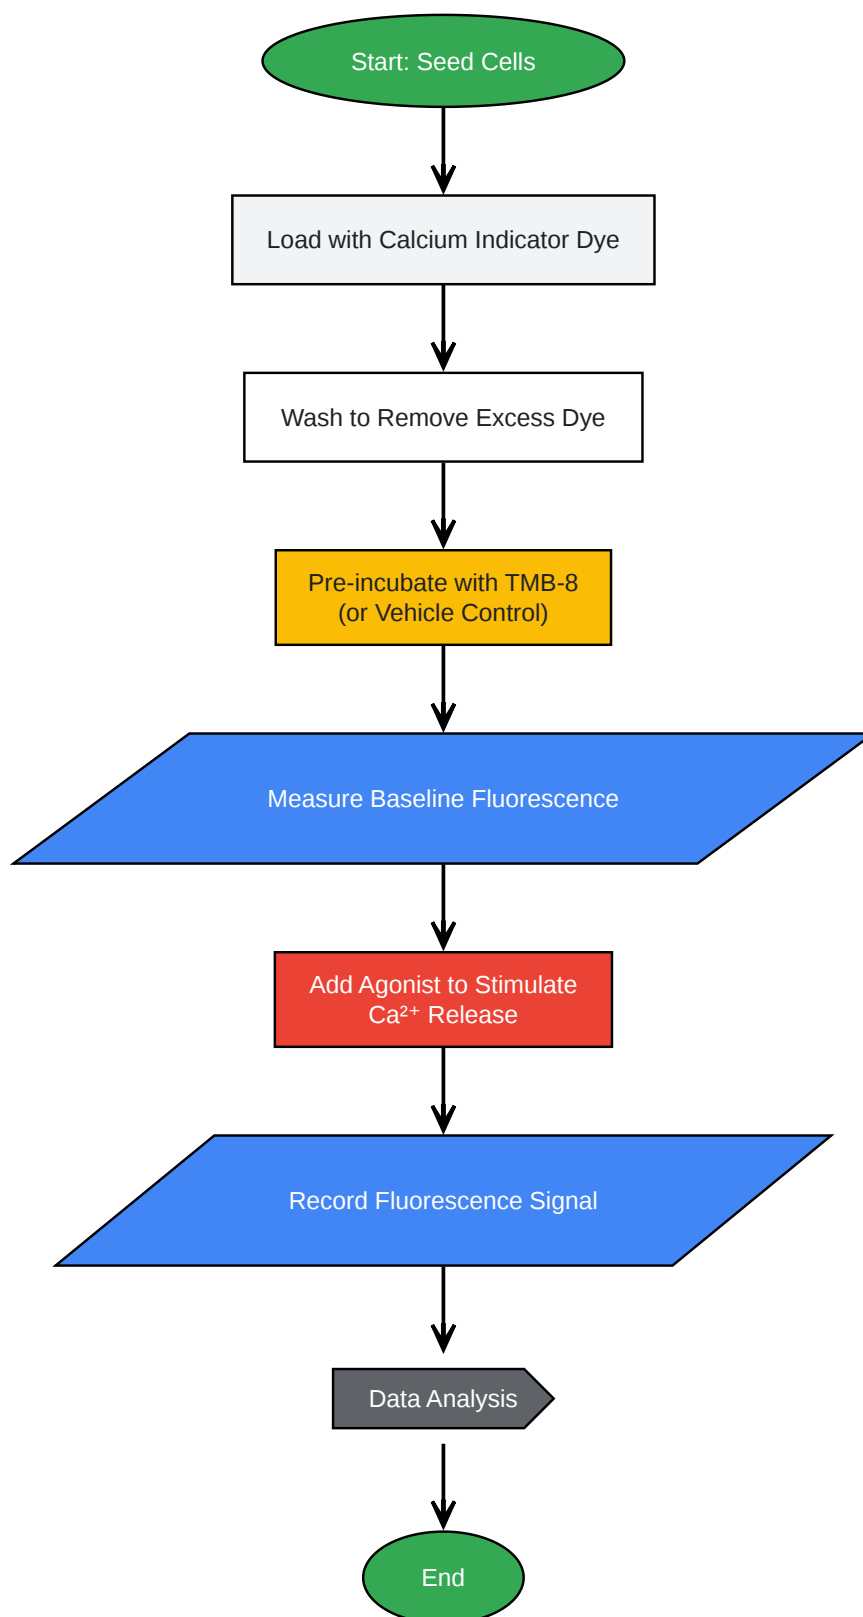 Start: Seed Cells
Load with Calcium Indicator Dye
Wash to Remove Excess Dye
Pre-incubate with TMB-8
(or Vehicle Control)
Measure Baseline Fluorescence
Add Agonist to Stimulate
Ca²⁺ Release
Record Fluorescence Signal
Data Analysis
End